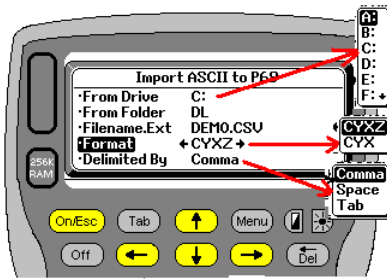 Import ASCII to P68
·From Drive C:
·From Folder DL
·Filename.Ext DEMO.CSV
·Format CYXZ
·Delimited By Comma
A:
B:
C:
D:
E:
F:
CYXZ
CYX
Comma
Space
Tab
256K
RAM
On/Esc Tab Menu
Off Del